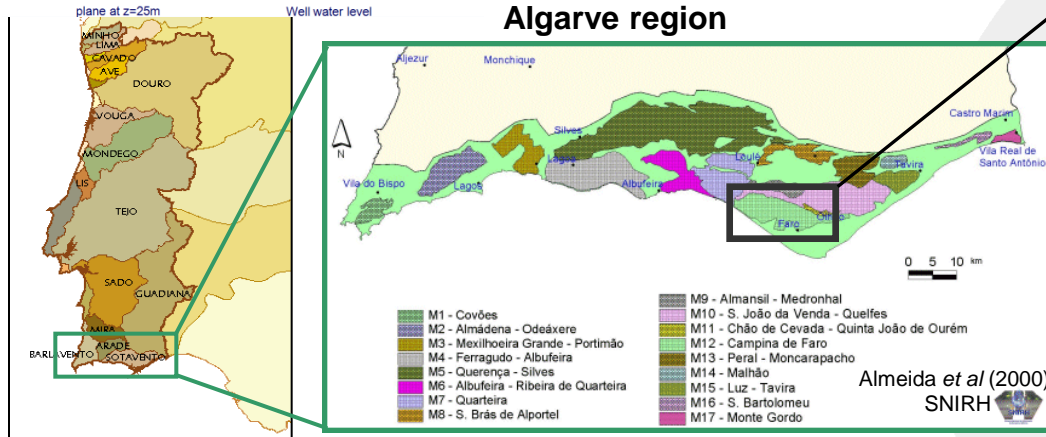 plane at z=25m
Well water level
Algarve region
MINHO
LIMA
CAVADO
AVE
DOURO
VOUGA
MONDEGO
LIS
TEJO
SADO
GUADIANA
MIRA
ARADE
BARLAVENTO
SOTAVENTO
Aljezur
Monchique
Castro Marim
Silves
N
Lagoa
Loulé
Vila Real de
Santo Antônio
Tavira
Vila do Bispo
Lagos
Albufeira
Olhão
Faro
0 5 10 km
M1 - Covões
M2 - Almádena - Odeáxere
M3 - Mexilhoeira Grande - Portimão
M4 - Ferragudo - Albufeira
M5 - Querença - Silves
M6 - Albufeira - Ribeira de Quarteira
M7 - Quarteira
M8 - S. Brás de Alportel
M9 - Almansil - Medronhal
M10 - S. João da Venda - Quelfes
M11 - Chão de Cevada - Quinta João de Ourém
M12 - Campina de Faro
M13 - Peral - Moncarapacho
M14 - Malhão
M15 - Luz - Tavira
M16 - S. Bartolomeu
M17 - Monte Gordo
Almeida et al (2000)
SNIRH